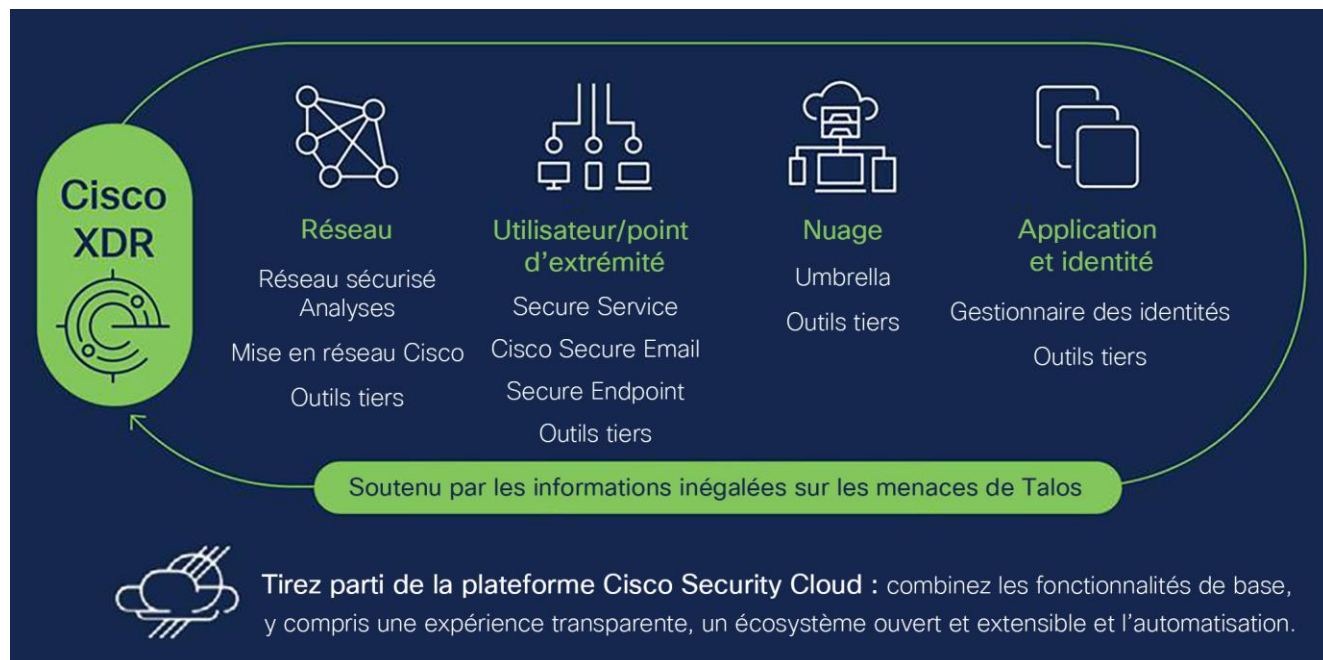 Cisco
XDR
Réseau
Réseau sécurisé
Analyses
Mise en réseau Cisco
Outils tiers
Utilisateur/point
d'extrémité
Secure Service
Cisco Secure Email
Secure Endpoint
Outils tiers
Nuage
Umbrella
Outils tiers
Application
et identité
Gestionnaire des identités
Outils tiers
Soutenu par les informations inégalées sur les menaces de Talos
Tirez parti de la plateforme Cisco Security Cloud : combinez les fonctionnalités de base,
y compris une expérience transparente, un écosystème ouvert et extensible et l'automatisation.